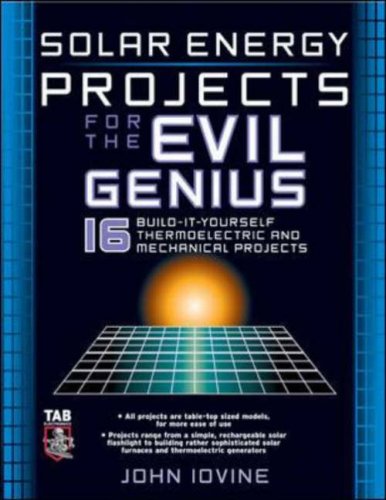 SOLAR ENERGY
PROJECTS
FOR THE EVIL
GENIUS
16 BUILD-IT-YOURSELF
THERMOELECTRIC AND
MECHANICAL PROJECTS
• All projects are table-top sized models,
for more ease of use
• Projects range from a simple, rechargeable solar
flashlight to building rather sophisticated solar
furnaces and thermoelectric generators
TAB
ELECTRONICS
JOHN IOVINE